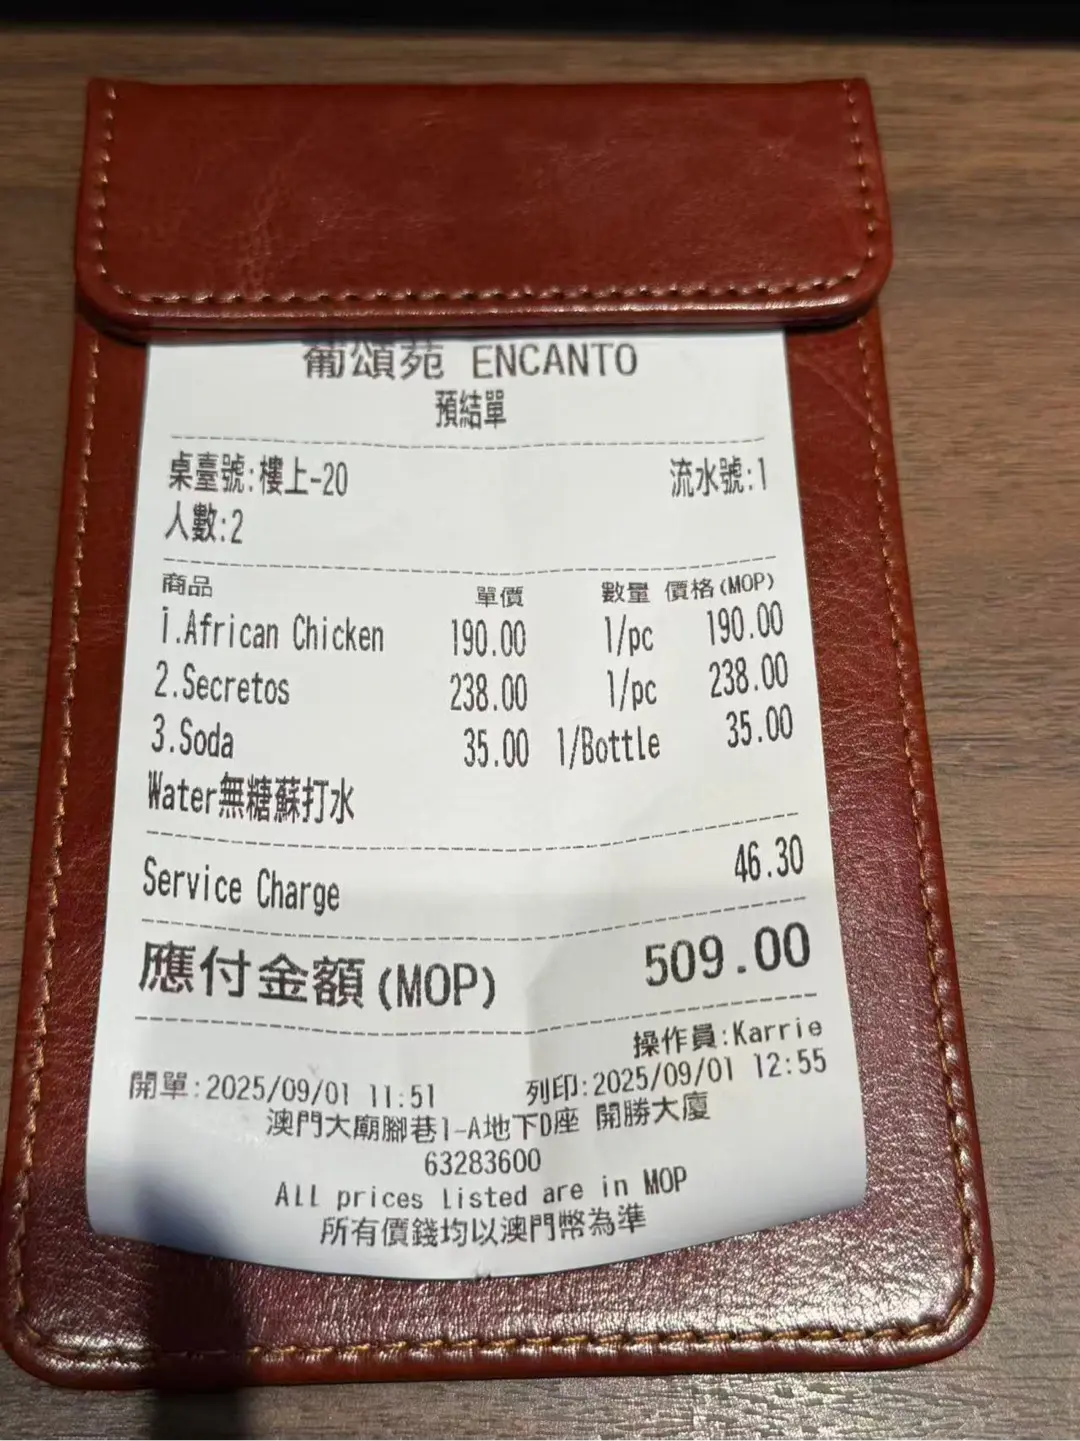 葡頌苑 ENCANTO
預結單
桌臺號:樓上-20 流水號:1
人數:2
商品 單價 數量 價格(MOP)
1.African Chicken 190.00 1/pc 190.00
2.Secretos 238.00 1/pc 238.00
3.Soda 35.00 1/Bottle 35.00
Water無糖蘇打水
Service Charge 46.30
應付金額(MOP) 509.00
操作員:Karrie
開單:2025/09/01 11:51 列印:2025/09/01 12:55
澳門大廟腳巷1-A地下D座 開勝大廈
63283600
All prices listed are in MOP
所有價錢均以澳門幣為準